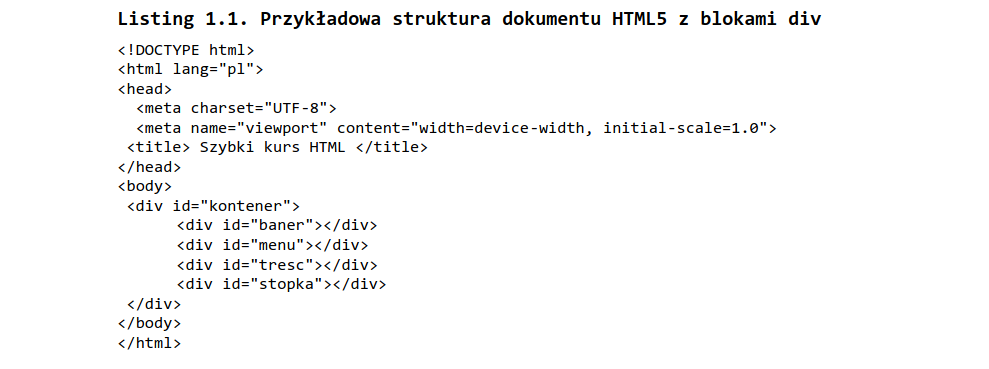 Listing 1.1. Przykładowa struktura dokumentu HTML5 z blokami div
<!DOCTYPE html>
<html lang="pl">
<head>
  <meta charset="UTF-8">
  <meta name="viewport" content="width=device-width, initial-scale=1.0">
 <title> Szybki kurs HTML </title>
</head>
<body>
 <div id="kontener">
      <div id="baner"></div>
      <div id="menu"></div>
      <div id="tresc"></div>
      <div id="stopka"></div>
 </div>
</body>
</html>